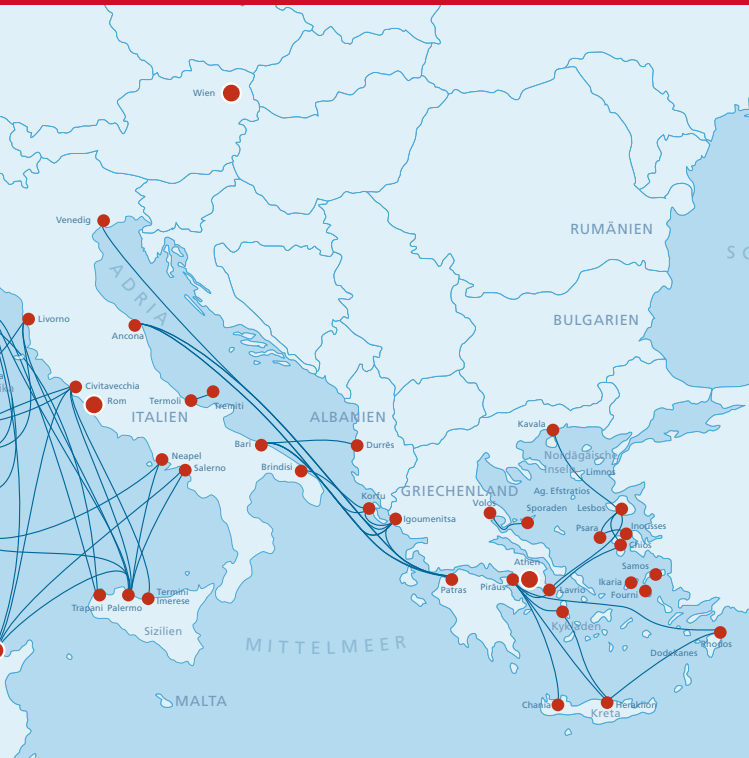 Wien
Venedig
RUMÄNIEN
ADRIA
Livorno
Ancona
BULGARIEN
Civitavecchia
Rom
Termoli
Tremiti
ITALIEN
ALBANIEN
Kavala
Bari
Durrës
Neapel
Salerno
Brindisi
Nordägäische
Inseln
Limnos
Korfu
GRIECHENLAND
Ag. Efstratios
Volos
Sporaden
Lesbos
Igoumenitsa
Psara
Inousses
Chios
Athen
Samos
Patras
Piräus
Lavrio
Ikaria
Fourni
Trapani
Palermo
Termini
Imerese
Sizilien
Kykladen
MITTELMEER
Rhodos
Dodekanes
MALTA
Chania
Heraklion
Kreta